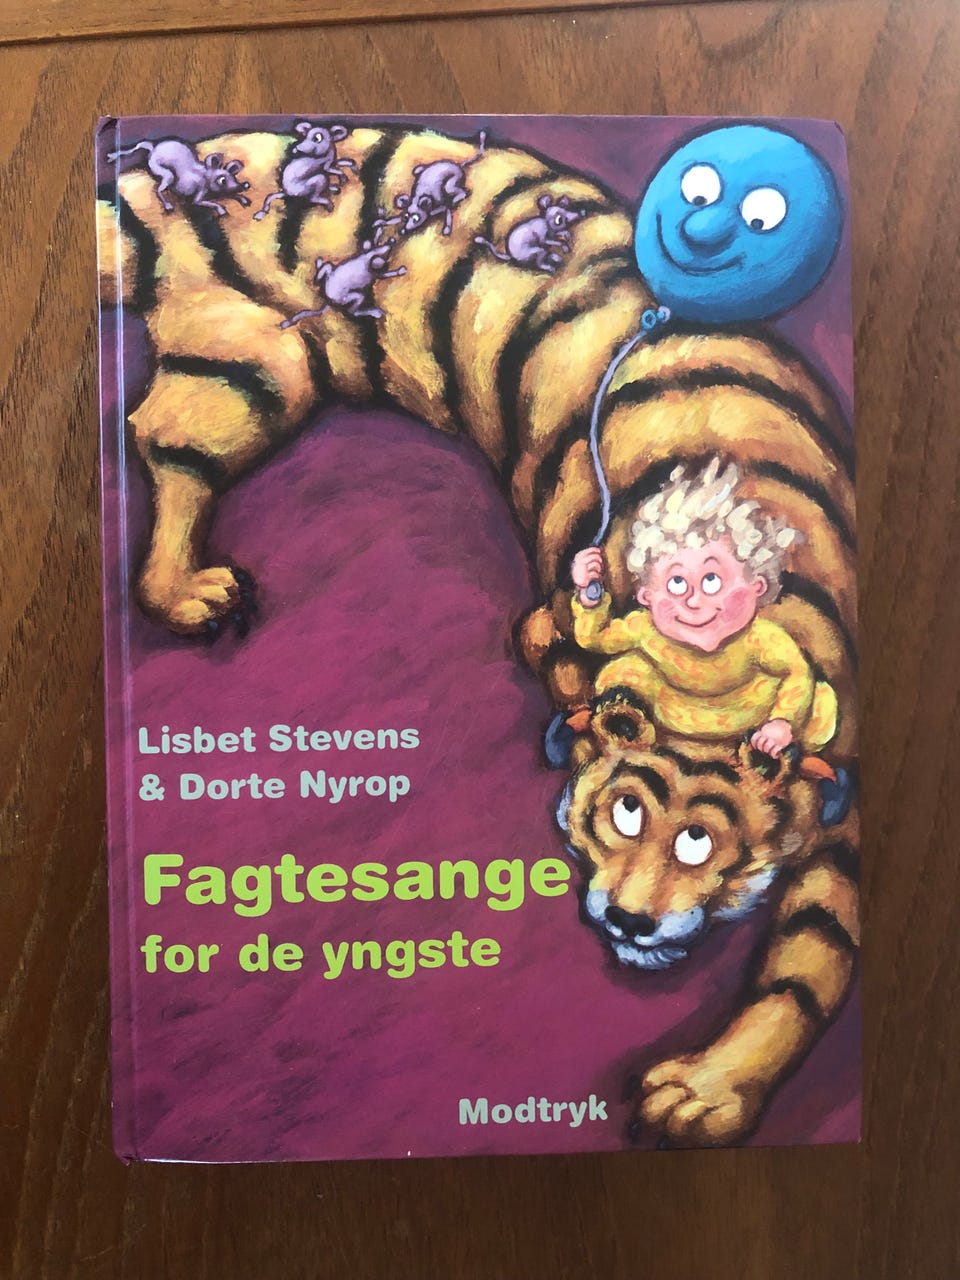 Lisbet Stevens
& Dorte Nyrop
Fagtesange
for de yngste
Modtryk